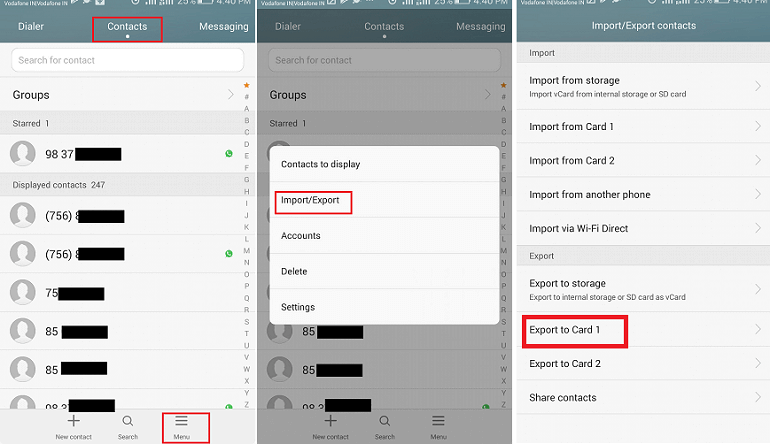 Vodafone IN|Vodafone IN 25% 4:40 PM
Dialer Contacts Messaging
Search for contact
Groups
Starred 1
98 37
Displayed contacts 247
(756) 8
(756) 8
75
85
85
98 3
New contact Search Menu
#
A
B
C
D
E
F
G
H
I
J
K
L
M
N
O
P
Q
R
S
T
U
V
W
X
Y
Z
Vodafone IN|Vodafone IN 25% 4:40 PM
Dialer Contacts Messaging
Search for contact
Groups
Starred 1
Contacts to display
Import/Export
Accounts
Delete
Settings
85
85
98 3
New contact Search Menu
#
A
B
C
D
E
F
G
H
I
J
K
L
M
N
O
P
Q
R
S
T
U
V
W
X
Y
Z
Vodafone IN|Vodafone IN 25% 4:40 PM
Import/Export contacts
Import
Import from storage
Import vCard from internal storage or SD card
Import from Card 1
Import from Card 2
Import from another phone
Import via Wi-Fi Direct
Export
Export to storage
Export to internal storage or SD card as vCard
Export to Card 1
Export to Card 2
Share contacts